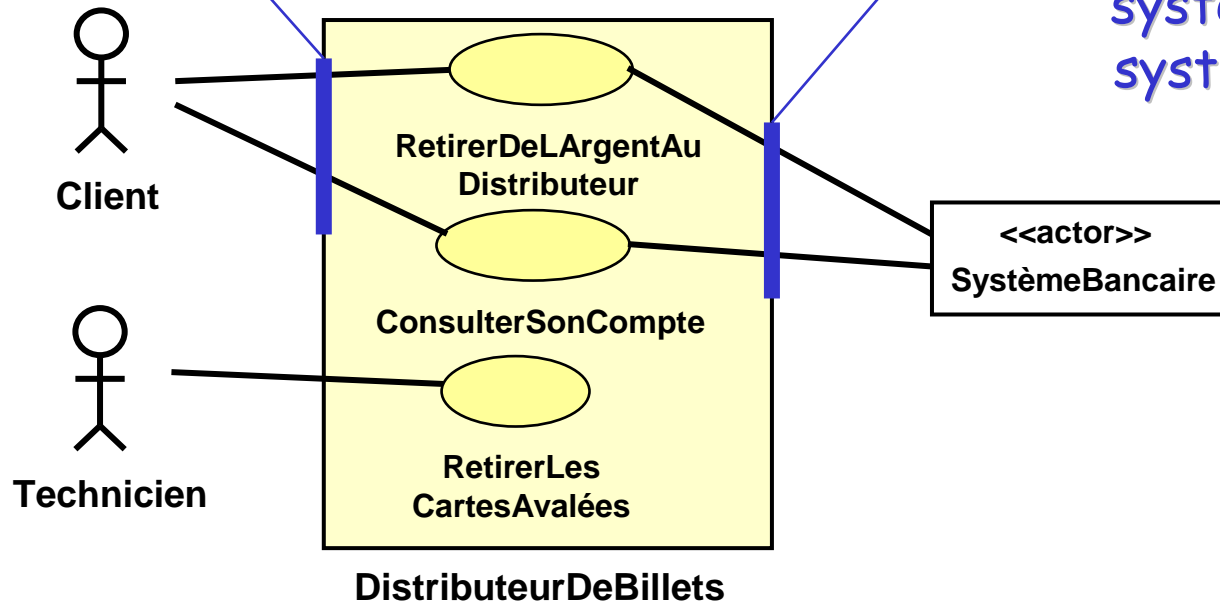 Client
RetirerDeLArgentAu
Distributeur
<<actor>>
SystèmeBancaire
ConsulterSonCompte
Technicien
RetirerLes
CartesAvalées
DistributeurDeBillets